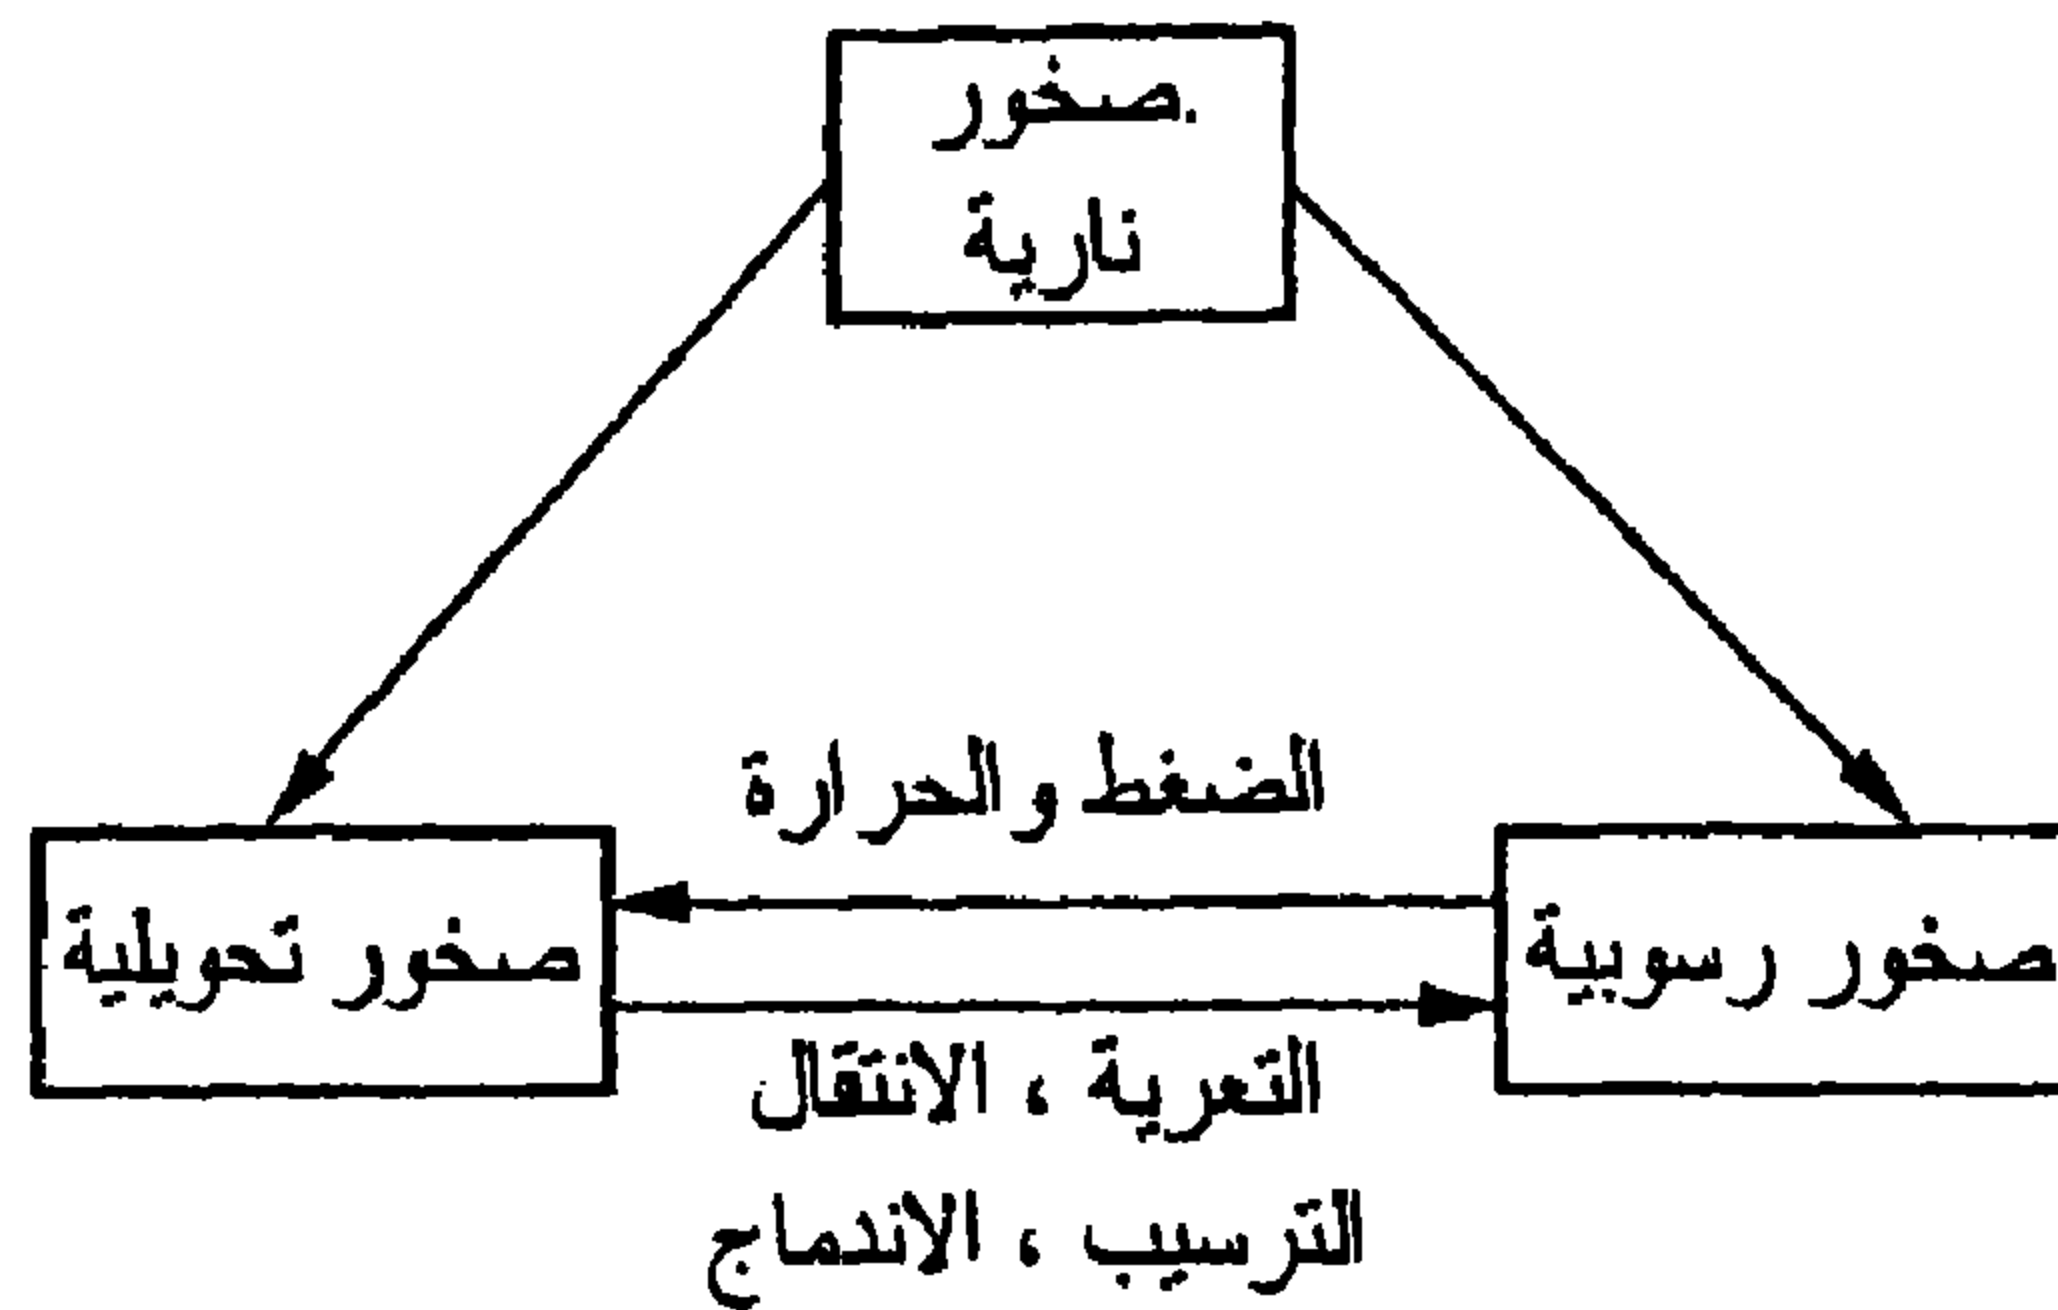 صخور
نارية
الضغط والحرارة
صخور رسوبية
صخور تحويلية
التعرية ، الانتقال
الترسيب ، الاندماج